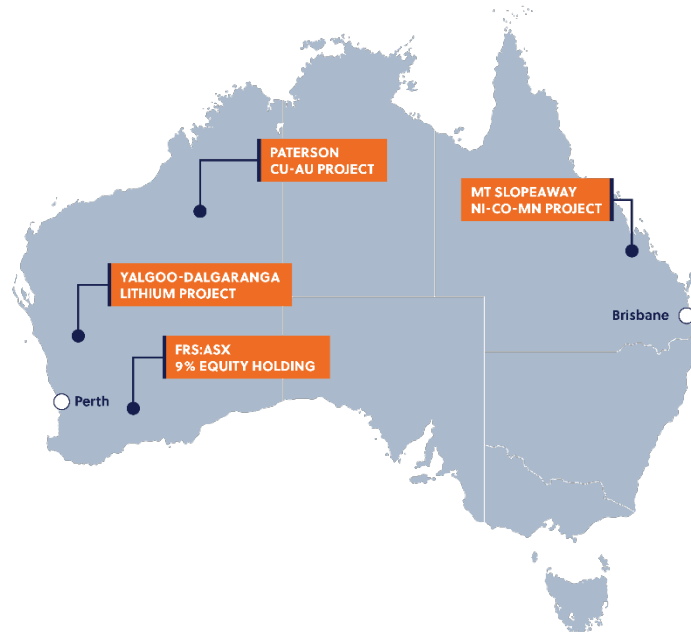 PATERSON
CU-AU PROJECT
MT SLOPEAWAY
NI-CO-MN PROJECT
YALGOO-DALGARANGA
LITHIUM PROJECT
Brisbane
FRS:ASX
9% EQUITY HOLDING
Perth